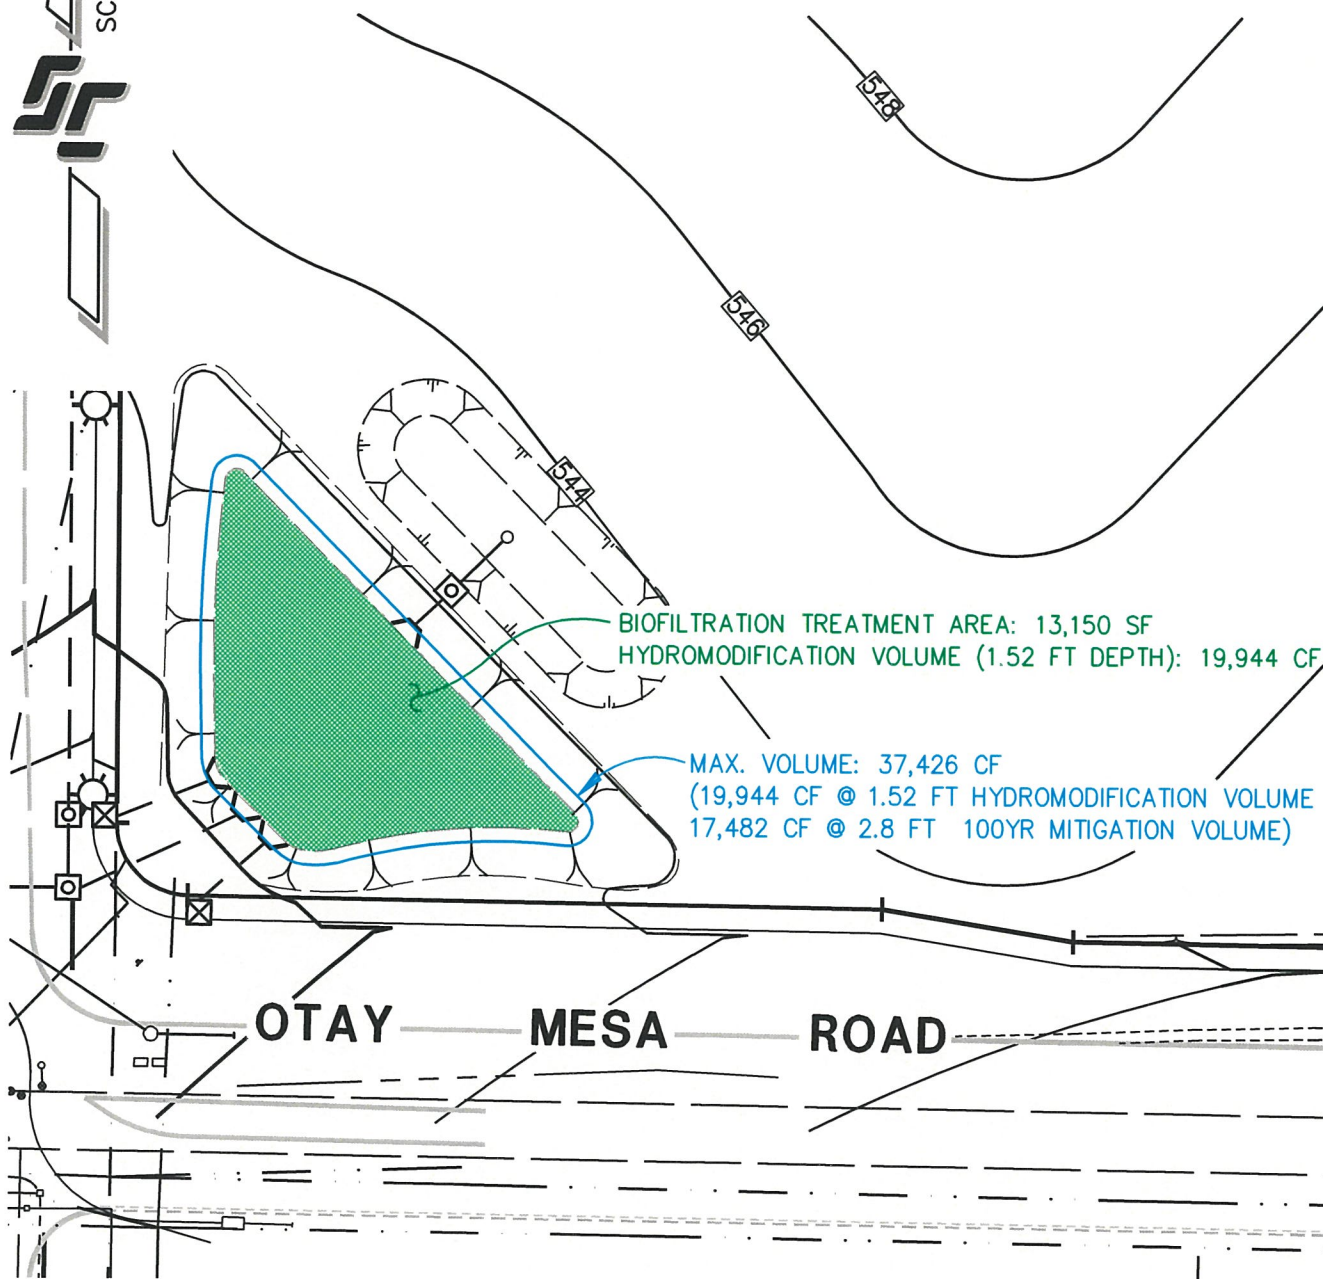 SC
548
546
544
BIOFILTRATION TREATMENT AREA: 13,150 SF
HYDROMODIFICATION VOLUME (1.52 FT DEPTH): 19,944 CF
MAX. VOLUME: 37,426 CF
(19,944 CF @ 1.52 FT HYDROMODIFICATION VOLUME
17,482 CF @ 2.8 FT 100YR MITIGATION VOLUME)
OTAY MESA ROAD